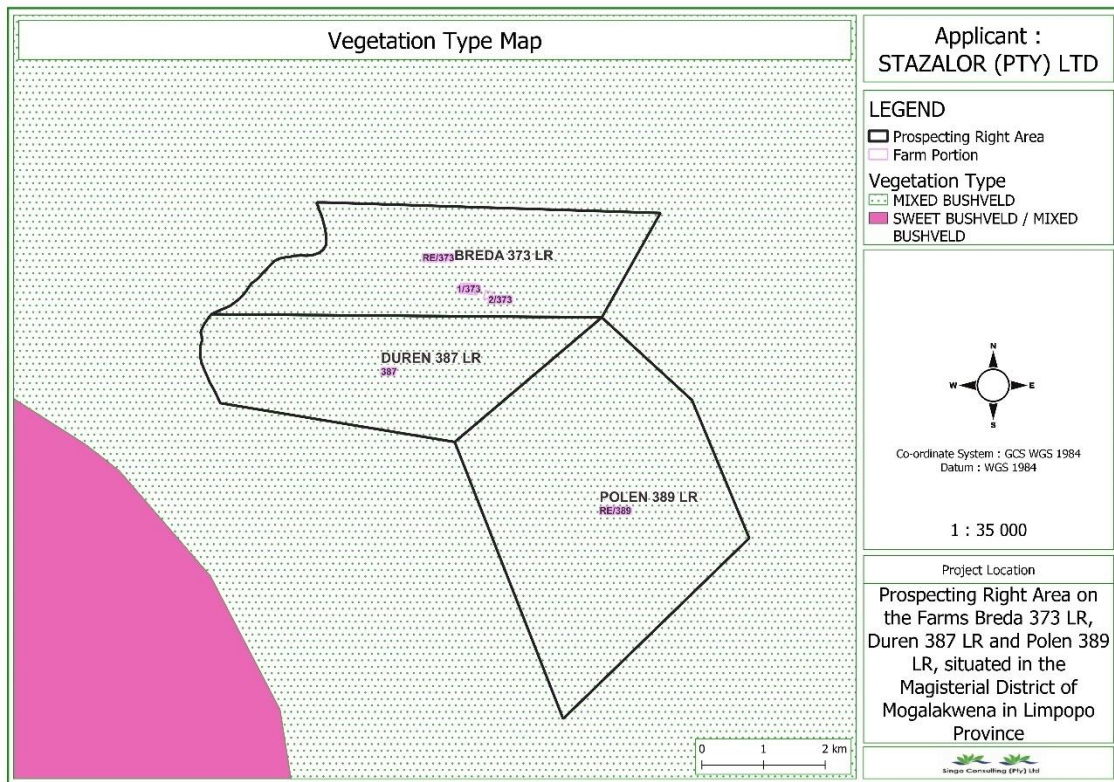 Vegetation Type Map
RE/373
BREDA 373 LR
1/373
2/373
DUREN 387 LR
387
POLEN 389 LR
RE/389
0 1 2 km
Applicant :
STAZALOR (PTY) LTD
LEGEND
Prospecting Right Area
Farm Portion
Vegetation Type
MIXED BUSHVELD
SWEET BUSHVELD / MIXED
BUSHVELD
N
W E
S
Co-ordinate System : GCS WGS 1984
Datum : WGS 1984
1 : 35 000
Project Location
Prospecting Right Area on
the Farms Breda 373 LR,
Duren 387 LR and Polen 389
LR, situated in the
Magisterial District of
Mogalakwena in Limpopo
Province
Singo Consulting (Pty) Ltd